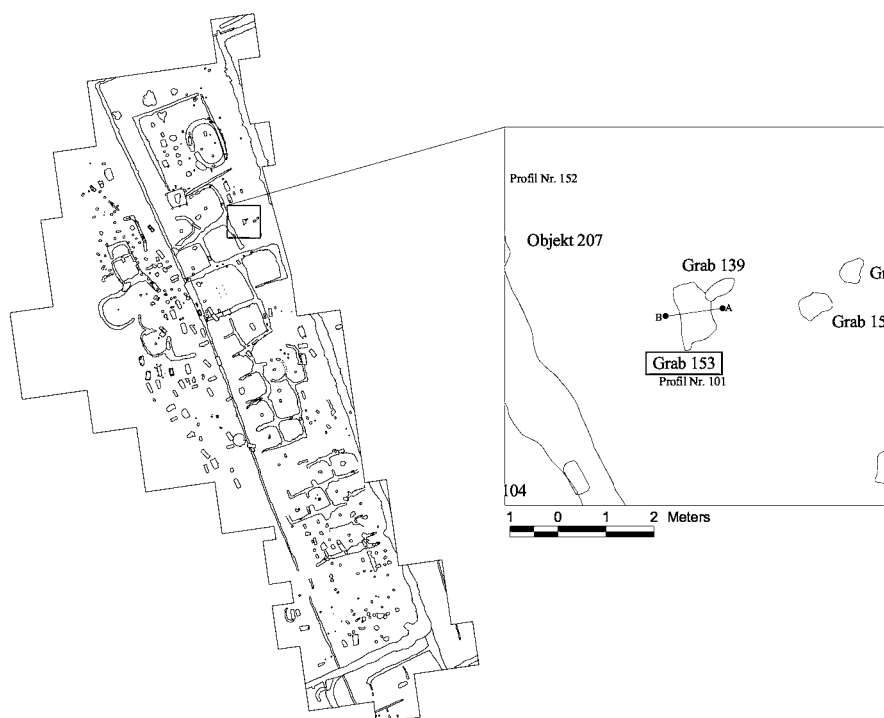 Profil Nr. 152
Objekt 207
Grab 139
B
A
Grab 153
Profil Nr. 101
104
1 0 1 2 Meters